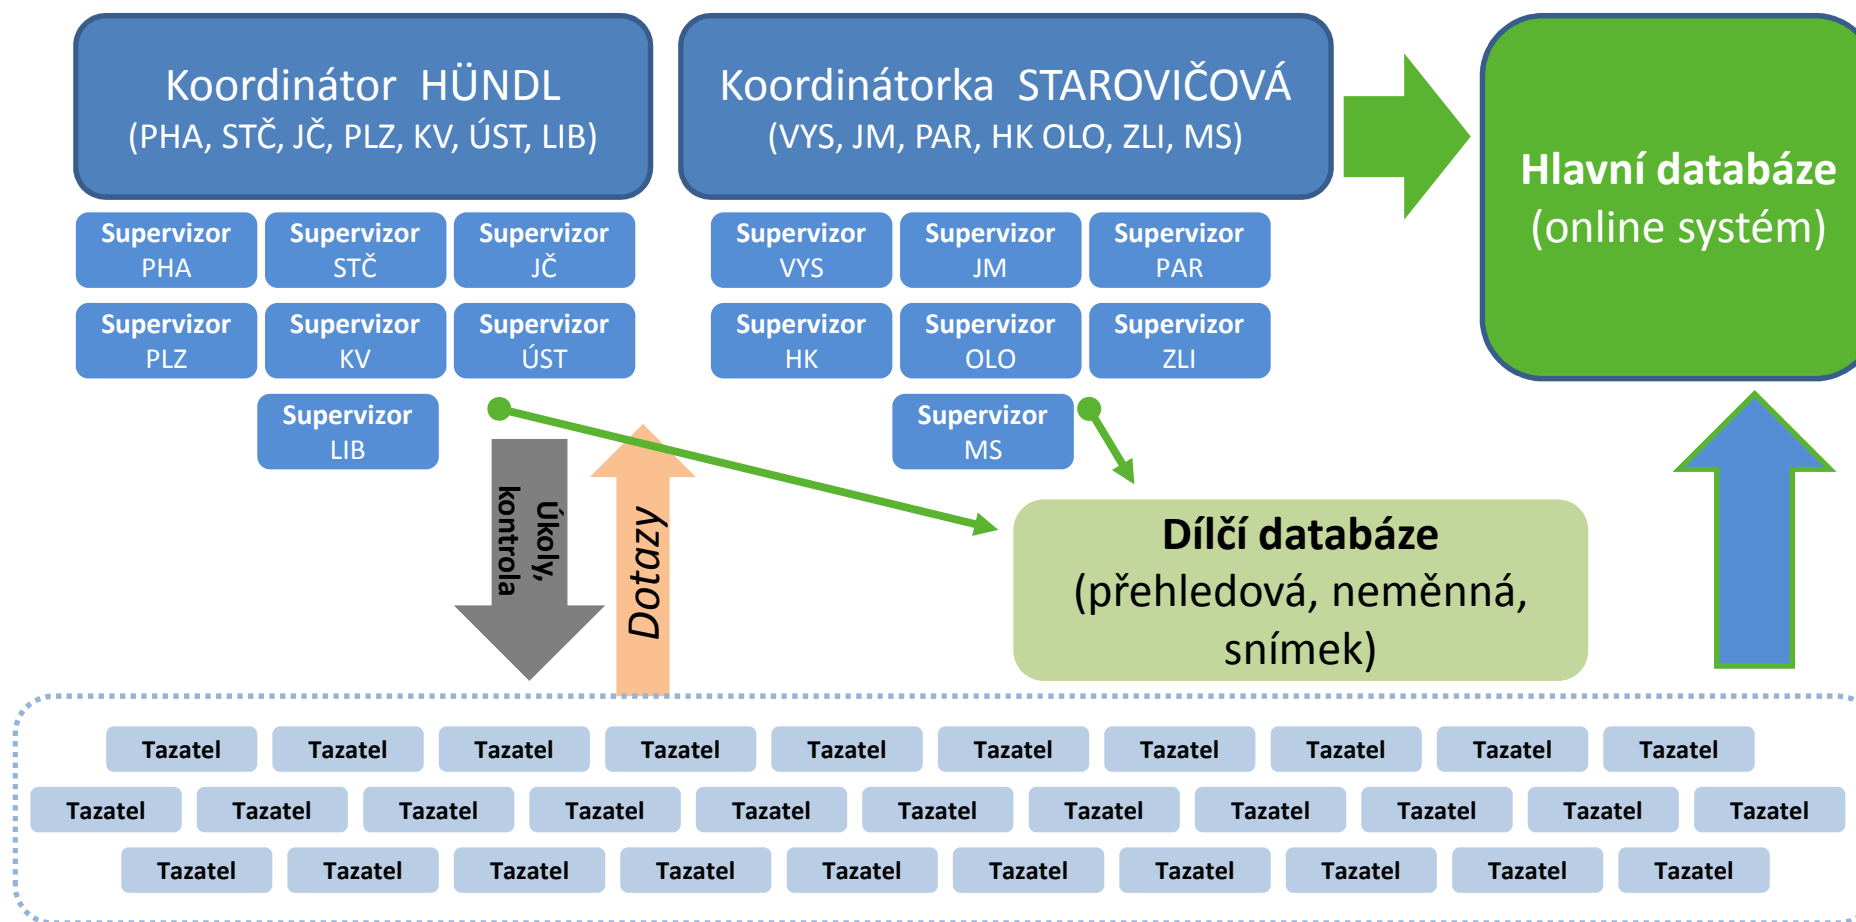 Koordinátor HÜNDL
(PHA, STČ, JČ, PLZ, KV, ÚST, LIB)
Koordinátorka STAROVIČOVÁ
(VYS, JM, PAR, HK OLO, ZLI, MS)
Hlavní databáze
(online systém)
Supervizor
PHA
Supervizor
STČ
Supervizor
JČ
Supervizor
VYS
Supervizor
JM
Supervizor
PAR
Supervizor
PLZ
Supervizor
KV
Supervizor
ÚST
Supervizor
HK
Supervizor
OLO
Supervizor
ZLI
Supervizor
LIB
Supervizor
MS
Úkoly,
kontrola
Dotazy
Dílčí databáze
(přehledová, neměnná,
snímek)
Tazatel Tazatel Tazatel Tazatel Tazatel Tazatel Tazatel Tazatel Tazatel Tazatel
Tazatel Tazatel Tazatel Tazatel Tazatel Tazatel Tazatel Tazatel Tazatel Tazatel Tazatel
Tazatel Tazatel Tazatel Tazatel Tazatel Tazatel Tazatel Tazatel Tazatel Tazatel